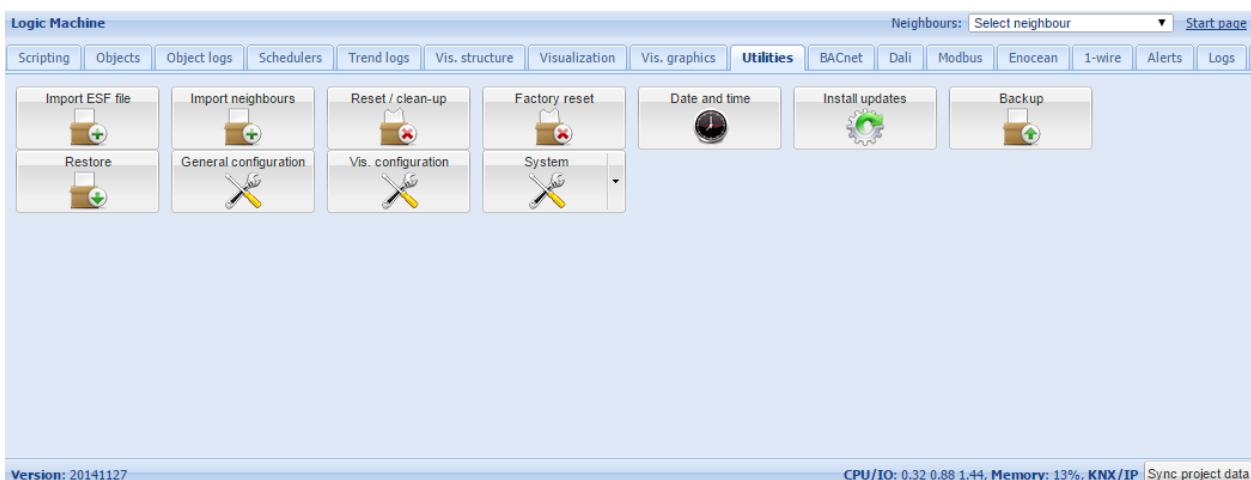 Logic Machine Neighbours: Select neighbour Start page
Scripting Objects Object logs Schedulers Trend logs Vis. structure Visualization Vis. graphics Utilities BACnet Dali Modbus Enocean 1-wire Alerts Logs
Import ESF file Import neighbours Reset / clean-up Factory reset Date and time Install updates Backup
Restore General configuration Vis. configuration System
Version: 20141127 CPU/IO: 0.32 0.88 1.44, Memory: 13%, KNX/IP Sync project data